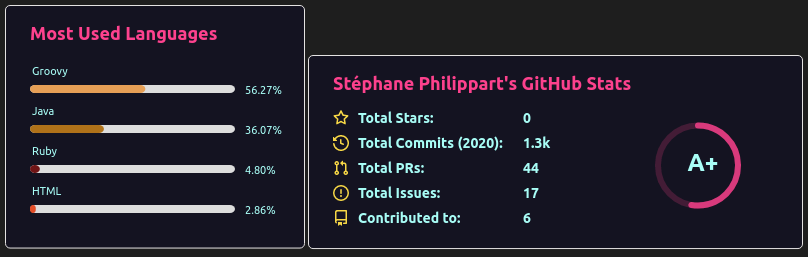 Most Used Languages
Groovy
56.27%
Java
36.07%
Ruby
4.80%
HTML
2.86%
Stéphane Philippart's GitHub Stats
Total Stars: 0
Total Commits (2020): 1.3k
Total PRs: 44
Total Issues: 17
Contributed to: 6
A+